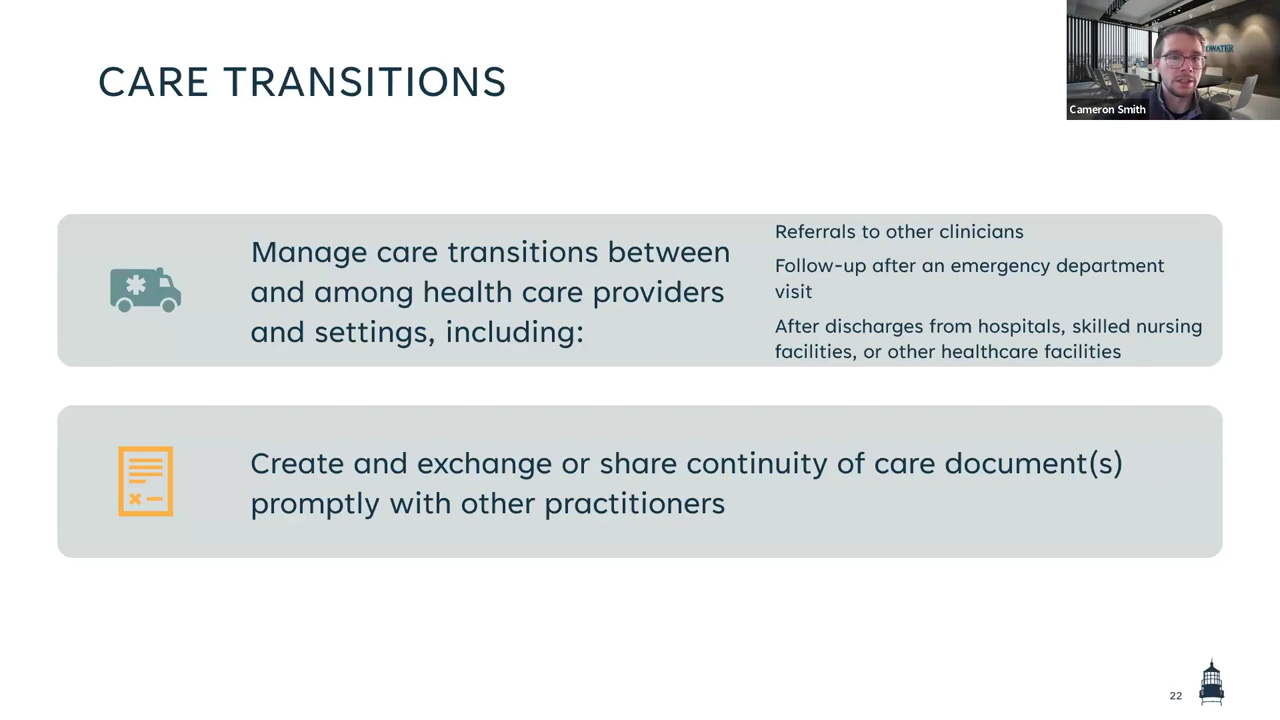 CARE TRANSITIONS
Cameron Smith
Manage care transitions between
and among health care providers
and settings, including:
Referrals to other clinicians
Follow-up after an emergency department
visit
After discharges from hospitals, skilled nursing
facilities, or other healthcare facilities
Create and exchange or share continuity of care document(s)
promptly with other practitioners
22